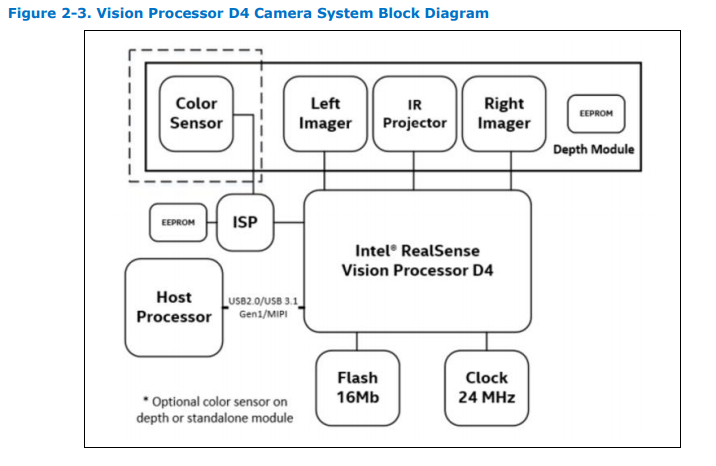 Figure 2-3. Vision Processor D4 Camera System Block Diagram
Color
Sensor
Left
Imager
IR
Projector
Right
Imager
EEPROM
Depth Module
EEPROM
ISP
Intel® RealSense
Vision Processor D4
Host
Processor
USB2.0/USB 3.1
Gen1/MIPI
Flash
16Mb
Clock
24 MHz
* Optional color sensor on
depth or standalone module